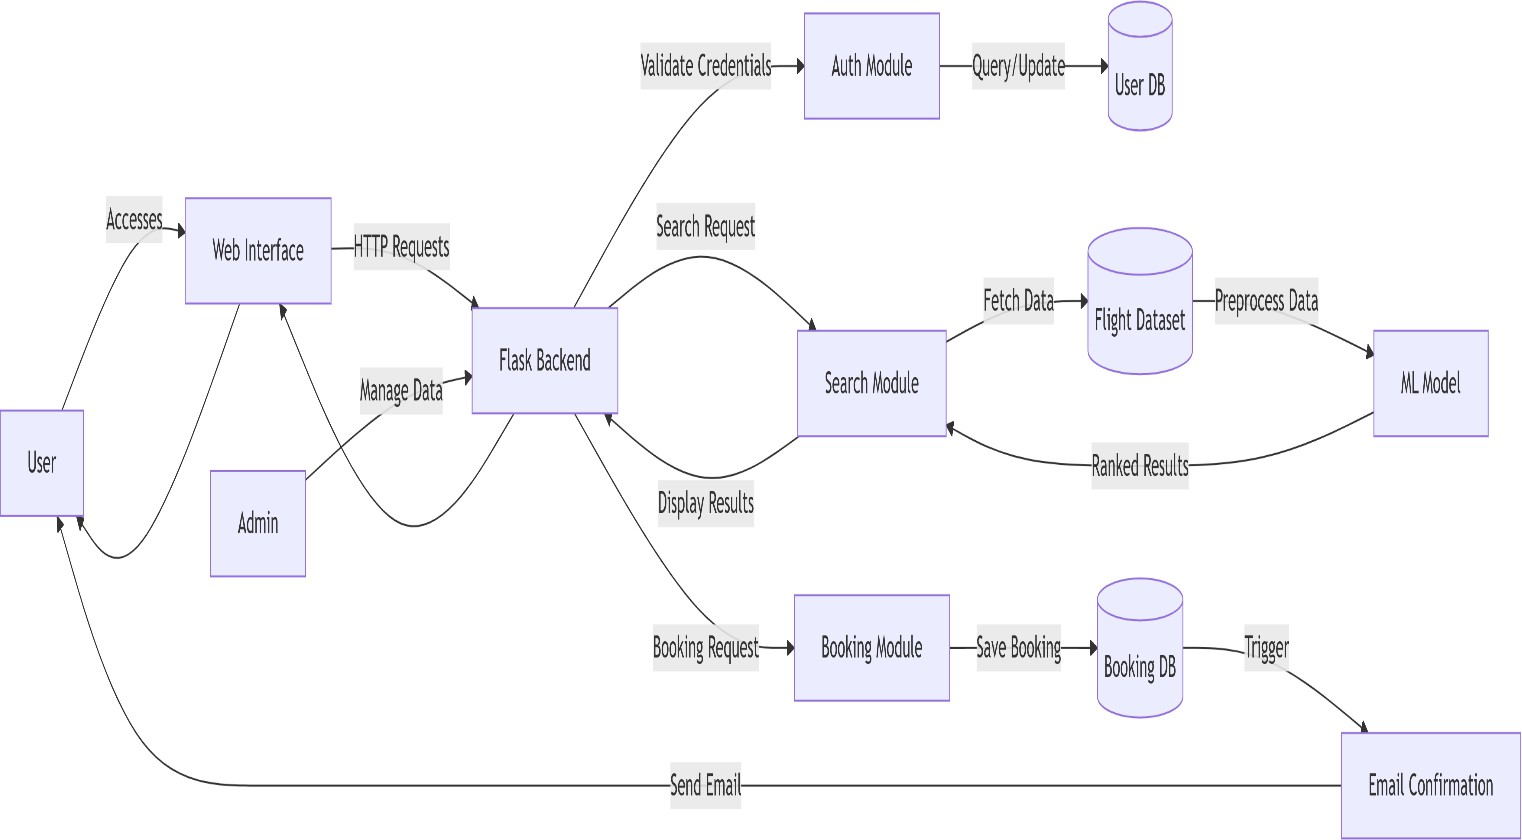 Validate Credentials
Auth Module
Query/Update
User DB
Accesses
Web Interface
HTTP Requests
Search Request
Flask Backend
Manage Data
Search Module
Fetch Data
Flight Dataset
Preprocess Data
ML Model
User
Admin
Display Results
Ranked Results
Booking Request
Booking Module
Save Booking
Booking DB
Trigger
Send Email
Email Confirmation